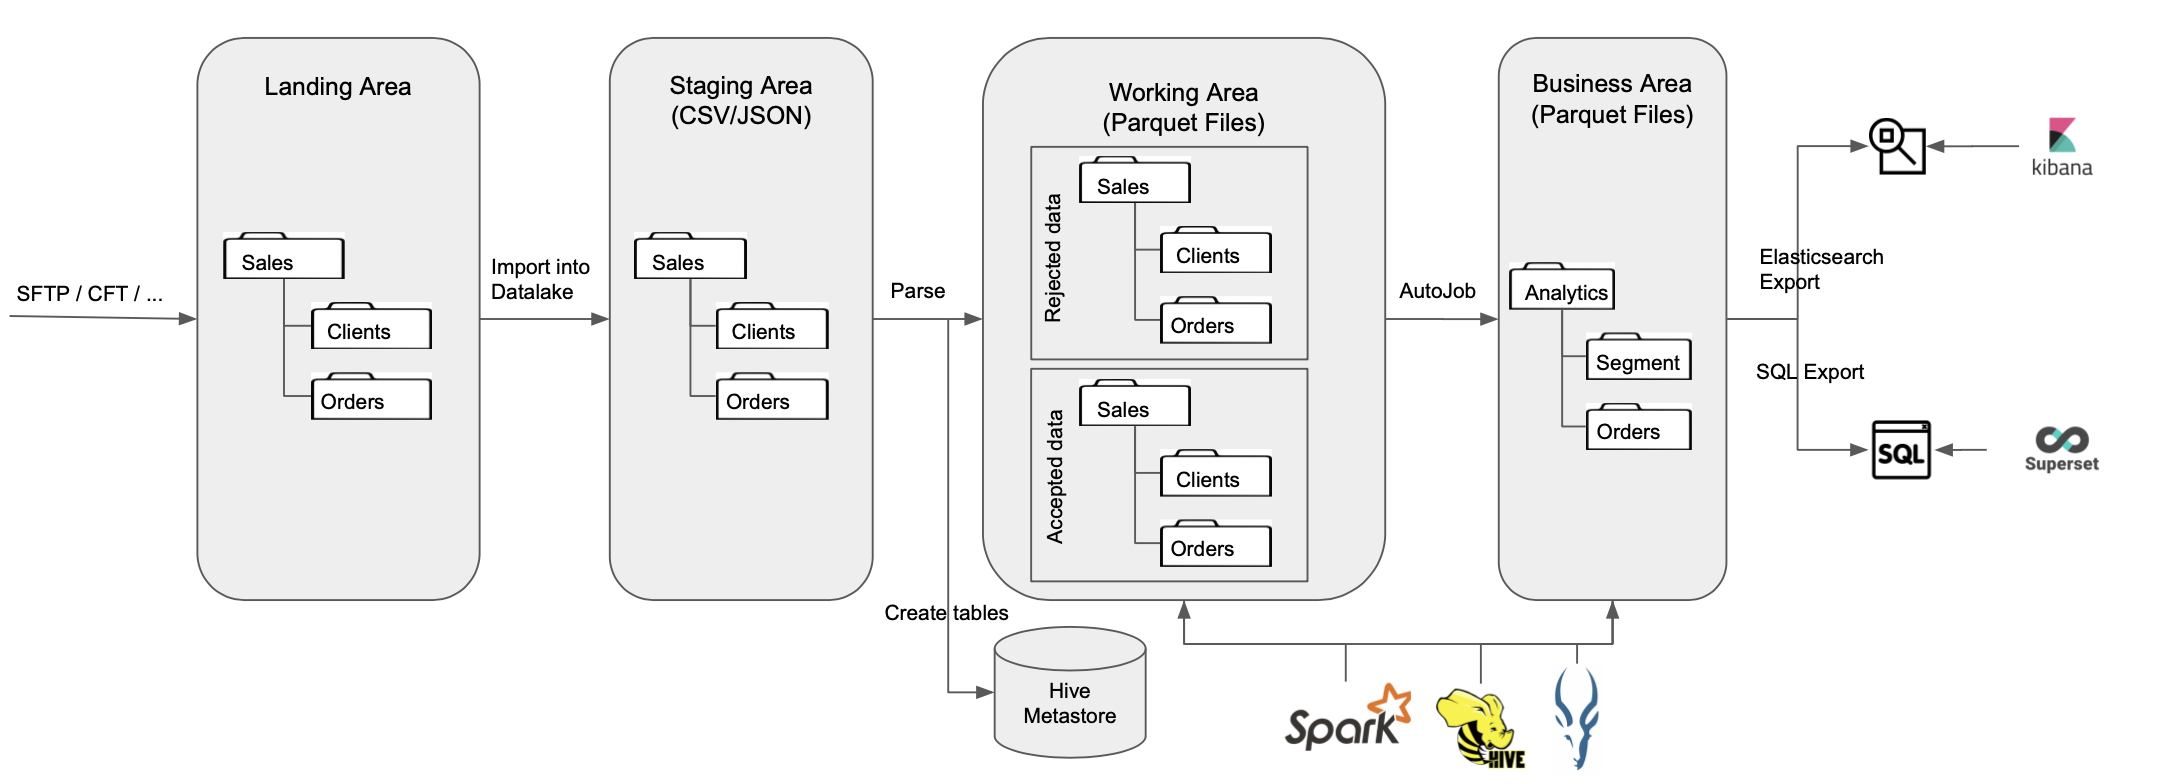 SFTP / CFT / ...
Landing Area
Sales
Clients
Orders
Import into
Datalake
Staging Area
(CSV/JSON)
Sales
Clients
Orders
Parse
Create tables
Hive
Metastore
Working Area
(Parquet Files)
Rejected data
Sales
Clients
Orders
Accepted data
Sales
Clients
Orders
AutoJob
Business Area
(Parquet Files)
Analytics
Segment
Orders
Spark
HIVE
Elasticsearch
Export
SQL Export
kibana
SQL
Superset